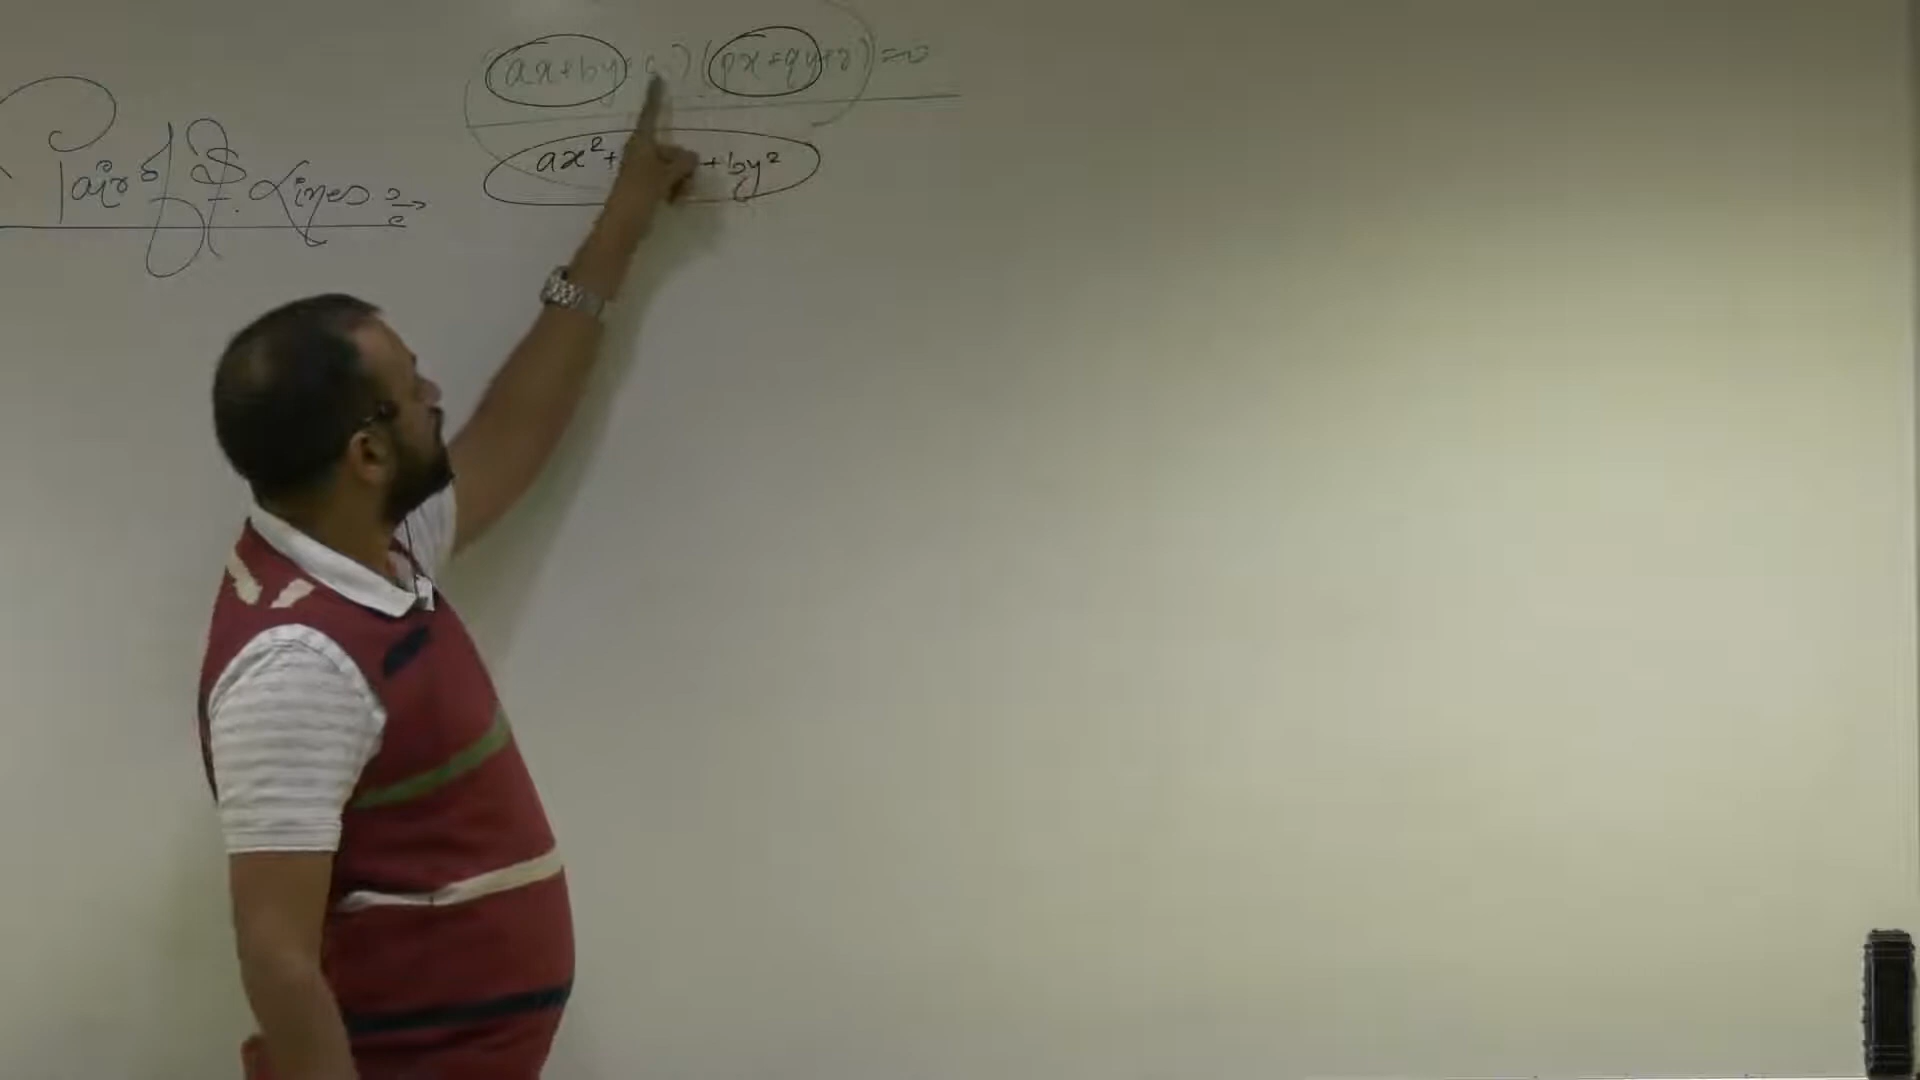 (ax+by+c)(px+qy+r)=0
Pair of St. Lines :→
ax²+ +by²